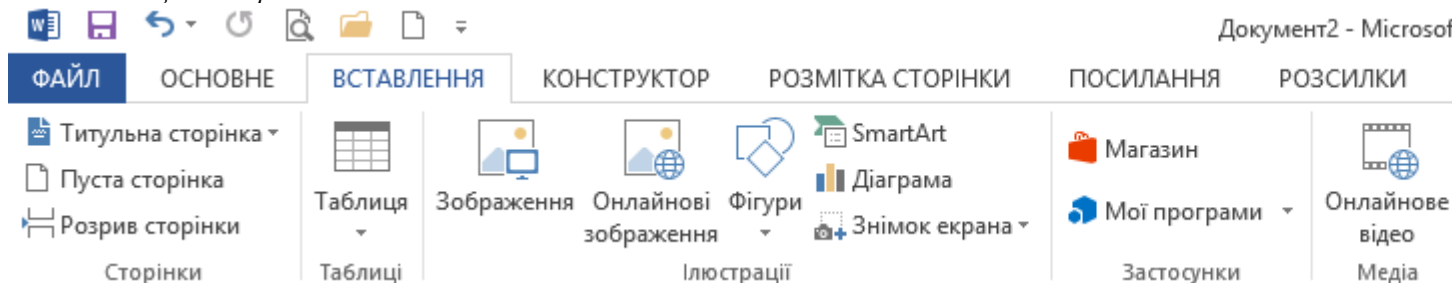 Документ2 - Microsof
ФАЙЛ ОСНОВНЕ ВСТАВЛЕННЯ КОНСТРУКТОР РОЗМІТКА СТОРІНКИ ПОСИЛАННЯ РОЗСИЛКИ
Титульна сторінка
Пуста сторінка
Розрив сторінки
Сторінки
Таблиця
Таблиці
Зображення
Онлайнові
зображення
Фігури
SmartArt
Діаграма
Знімок екрана
Ілюстрації
Магазин
Мої програми
Застосунки
Онлайнове
відео
Медіа